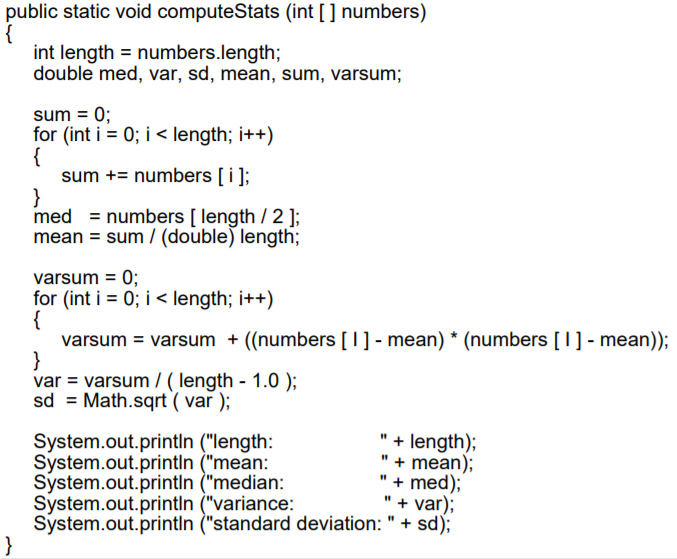 public static void computeStats (int [ ] numbers)
{
int length = numbers.length;
double med, var, sd, mean, sum, varsum;
sum = 0;
for (int i = 0; i < length; i++)
{
sum += numbers [ i ];
}
med = numbers [ length / 2 ];
mean = sum / (double) length;
varsum = 0;
for (int i = 0; i < length; i++)
{
varsum = varsum + ((numbers [ I ] - mean) * (numbers [ I ] - mean));
}
var = varsum / ( length - 1.0 );
sd = Math.sqrt ( var );
System.out.println ("length: " + length);
System.out.println ("mean: " + mean);
System.out.println ("median: " + med);
System.out.println ("variance: " + var);
System.out.println ("standard deviation: " + sd);
}